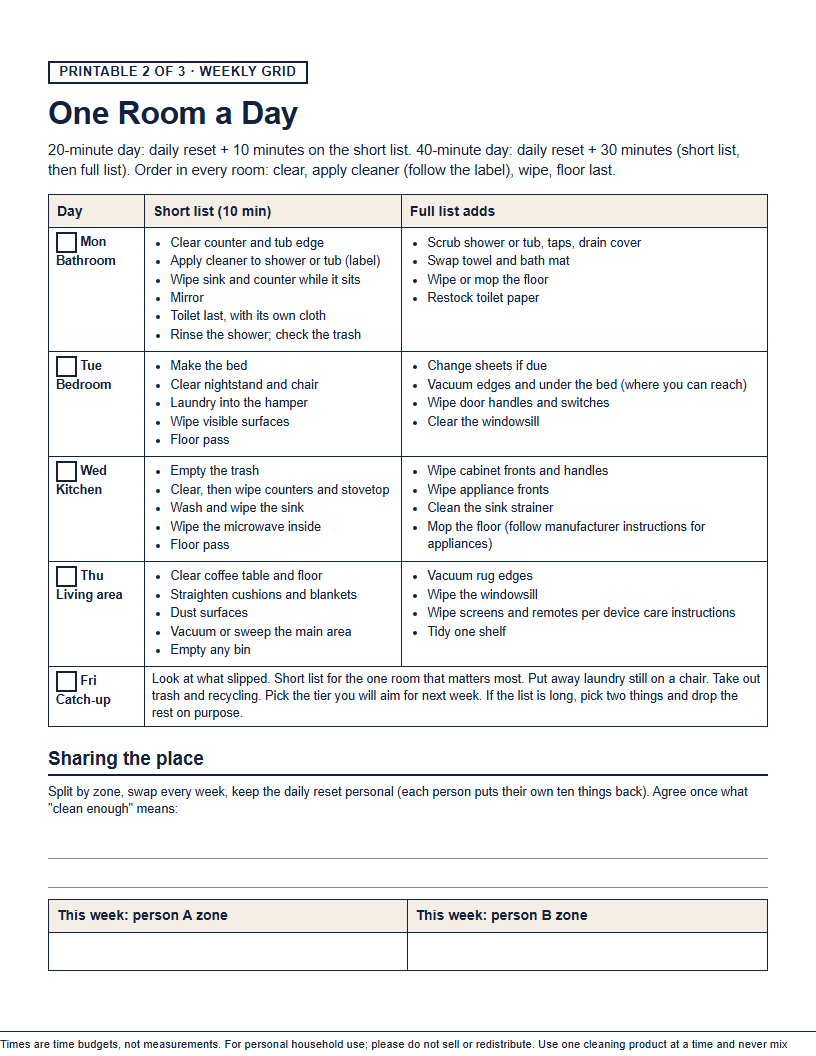 PRINTABLE 2 OF 3 · WEEKLY GRID
One Room a Day
20-minute day: daily reset + 10 minutes on the short list. 40-minute day: daily reset + 30 minutes (short list,
then full list). Order in every room: clear, apply cleaner (follow the label), wipe, floor last.
Day
Short list (10 min)
Full list adds
Mon
Bathroom
• Clear counter and tub edge
• Apply cleaner to shower or tub (label)
• Wipe sink and counter while it sits
• Mirror
• Toilet last, with its own cloth
• Rinse the shower; check the trash
• Scrub shower or tub, taps, drain cover
• Swap towel and bath mat
• Wipe or mop the floor
• Restock toilet paper
Tue
Bedroom
• Make the bed
• Clear nightstand and chair
• Laundry into the hamper
• Wipe visible surfaces
• Floor pass
• Change sheets if due
• Vacuum edges and under the bed (where you can reach)
• Wipe door handles and switches
• Clear the windowsill
Wed
Kitchen
• Empty the trash
• Clear, then wipe counters and stovetop
• Wash and wipe the sink
• Wipe the microwave inside
• Floor pass
• Wipe cabinet fronts and handles
• Wipe appliance fronts
• Clean the sink strainer
• Mop the floor (follow manufacturer instructions for
appliances)
Thu
Living area
• Clear coffee table and floor
• Straighten cushions and blankets
• Dust surfaces
• Vacuum or sweep the main area
• Empty any bin
• Vacuum rug edges
• Wipe the windowsill
• Wipe screens and remotes per device care instructions
• Tidy one shelf
Fri
Catch-up
Look at what slipped. Short list for the one room that matters most. Put away laundry still on a chair. Take out
trash and recycling. Pick the tier you will aim for next week. If the list is long, pick two things and drop the
rest on purpose.
Sharing the place
Split by zone, swap every week, keep the daily reset personal (each person puts their own ten things back). Agree once what
"clean enough" means:
This week: person A zone
This week: person B zone
Times are time budgets, not measurements. For personal household use; please do not sell or redistribute. Use one cleaning product at a time and never mix